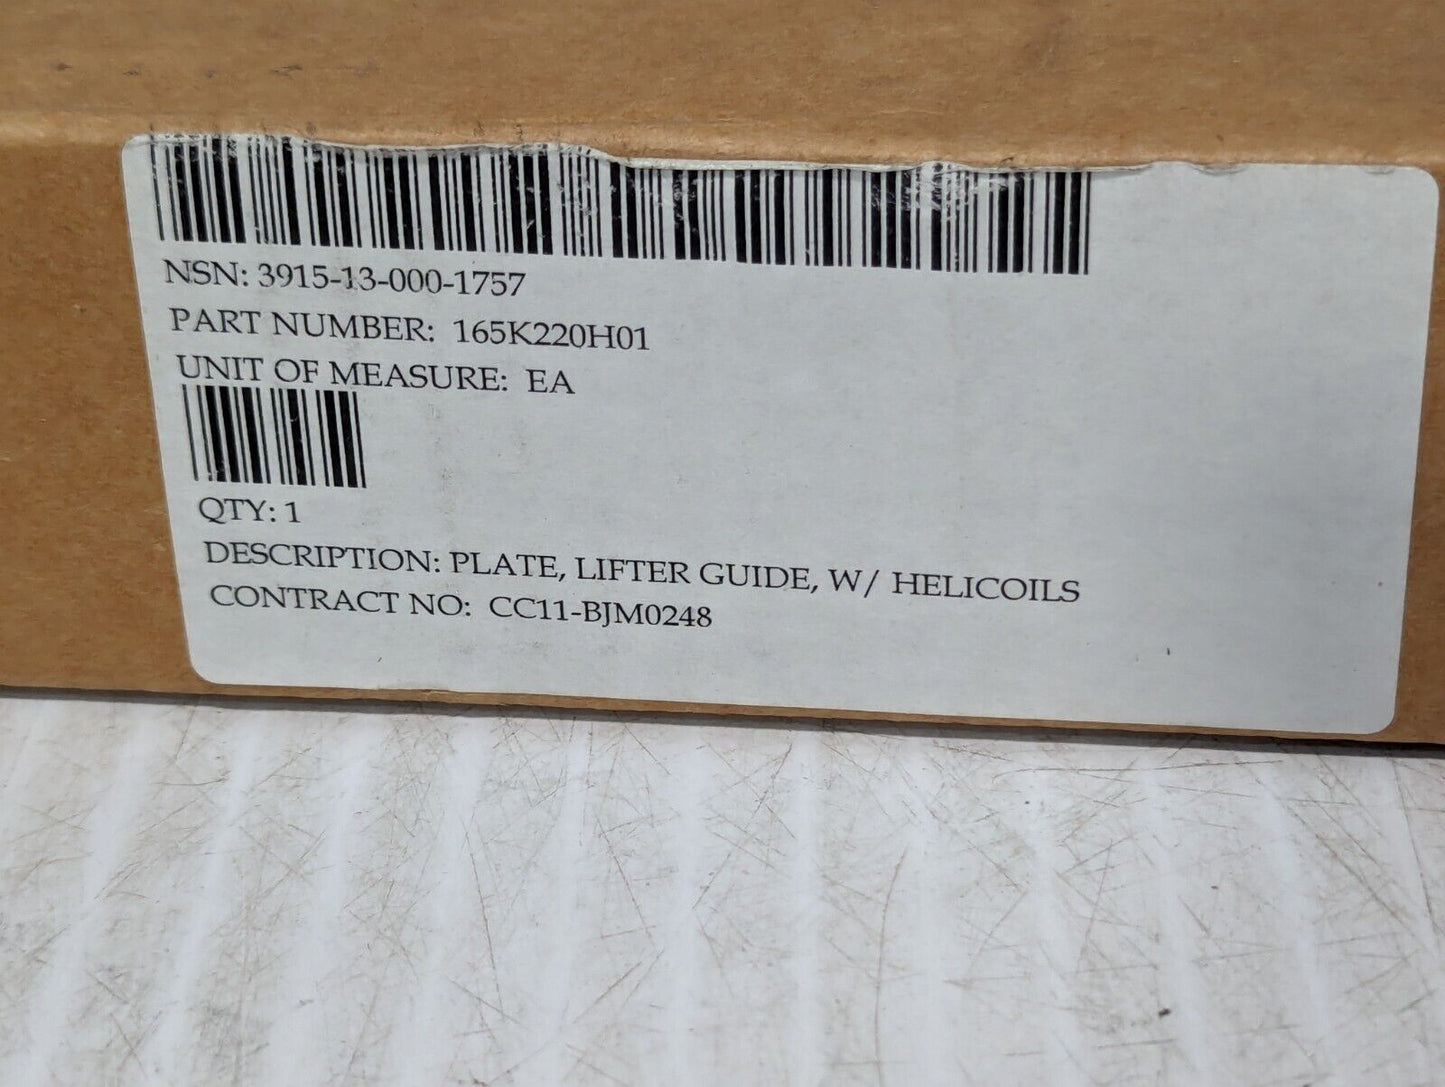 NSN: 3915-13-000-1757
PART NUMBER: 165K220H01
UNIT OF MEASURE: EA
QTY: 1
DESCRIPTION: PLATE, LIFTER GUIDE, W/ HELICOILS
CONTRACT NO: CC11-BJM0248